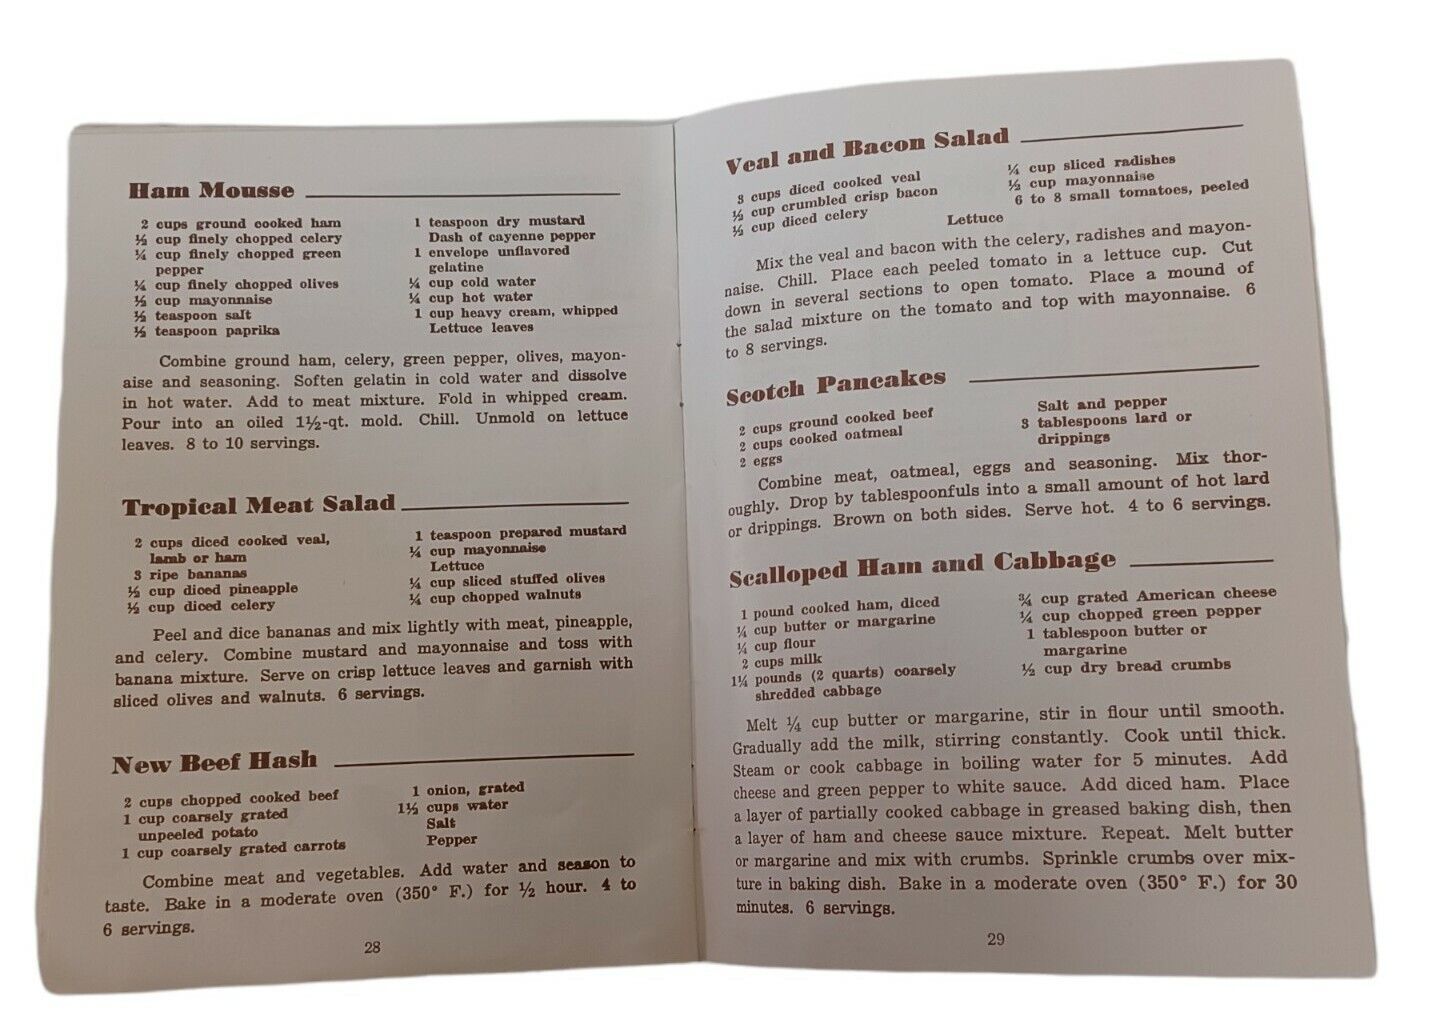 Ham Mousse
2 cups ground cooked ham
½ cup finely chopped celery
¼ cup finely chopped green
pepper
¼ cup finely chopped olives
½ cup mayonnaise
½ teaspoon salt
½ teaspoon paprika
1 teaspoon dry mustard
Dash of cayenne pepper
1 envelope unflavored
gelatine
¼ cup cold water
¼ cup hot water
1 cup heavy cream, whipped
Lettuce leaves
Combine ground ham, celery, green pepper, olives, mayon-
aise and seasoning. Soften gelatin in cold water and dissolve
in hot water. Add to meat mixture. Fold in whipped cream.
Pour into an oiled 1½-qt. mold. Chill. Unmold on lettuce
leaves. 8 to 10 servings.
Tropical Meat Salad
2 cups diced cooked veal,
lamb or ham
3 ripe bananas
½ cup diced pineapple
½ cup diced celery
1 teaspoon prepared mustard
¼ cup mayonnaise
Lettuce
¼ cup sliced stuffed olives
¼ cup chopped walnuts
Peel and dice bananas and mix lightly with meat, pineapple,
and celery. Combine mustard and mayonnaise and toss with
banana mixture. Serve on crisp lettuce leaves and garnish with
sliced olives and walnuts. 6 servings.
New Beef Hash
2 cups chopped cooked beef
1 cup coarsely grated
unpeeled potato
1 cup coarsely grated carrots
1 onion, grated
1½ cups water
Salt
Pepper
Combine meat and vegetables. Add water and season to
taste. Bake in a moderate oven (350° F.) for ½ hour. 4 to
6 servings.
28
Veal and Bacon Salad
3 cups diced cooked veal
½ cup crumbled crisp bacon
½ cup diced celery
¼ cup sliced radishes
½ cup mayonnaise
6 to 8 small tomatoes, peeled
Lettuce
Mix the veal and bacon with the celery, radishes and mayon-
naise. Chill. Place each peeled tomato in a lettuce cup. Cut
down in several sections to open tomato. Place a mound of
the salad mixture on the tomato and top with mayonnaise. 6
to 8 servings.
Scotch Pancakes
2 cups ground cooked beef
2 cups cooked oatmeal
2 eggs
Salt and pepper
3 tablespoons lard or
drippings
Combine meat, oatmeal, eggs and seasoning. Mix thor-
oughly. Drop by tablespoonfuls into a small amount of hot lard
or drippings. Brown on both sides. Serve hot. 4 to 6 servings.
Scalloped Ham and Cabbage
1 pound cooked ham, diced
¼ cup butter or margarine
¼ cup flour
2 cups milk
1¼ pounds (2 quarts) coarsely
shredded cabbage
¾ cup grated American cheese
¼ cup chopped green pepper
1 tablespoon butter or
margarine
½ cup dry bread crumbs
Melt ¼ cup butter or margarine, stir in flour until smooth.
Gradually add the milk, stirring constantly. Cook until thick.
Steam or cook cabbage in boiling water for 5 minutes. Add
cheese and green pepper to white sauce. Add diced ham. Place
a layer of partially cooked cabbage in greased baking dish, then
a layer of ham and cheese sauce mixture. Repeat. Melt butter
or margarine and mix with crumbs. Sprinkle crumbs over mix-
ture in baking dish. Bake in a moderate oven (350° F.) for 30
minutes. 6 servings.
29